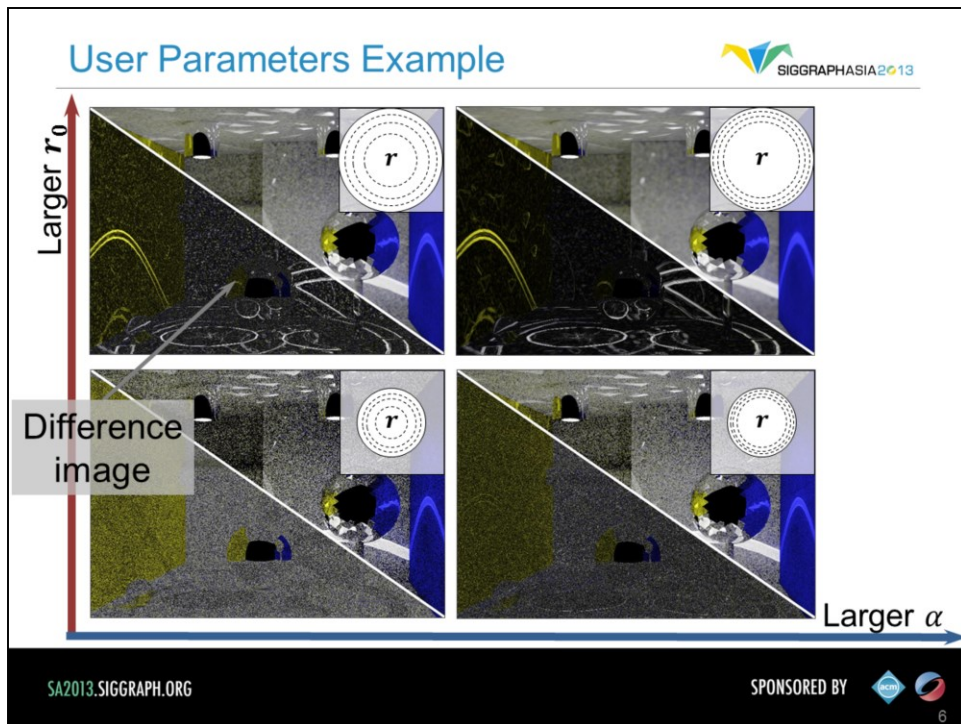 User Parameters Example
SIGGRAPHASIA2013
Larger r₀
r
r
Difference
image
r
r
Larger α
SA2013.SIGGRAPH.ORG
SPONSORED BY
acm
6